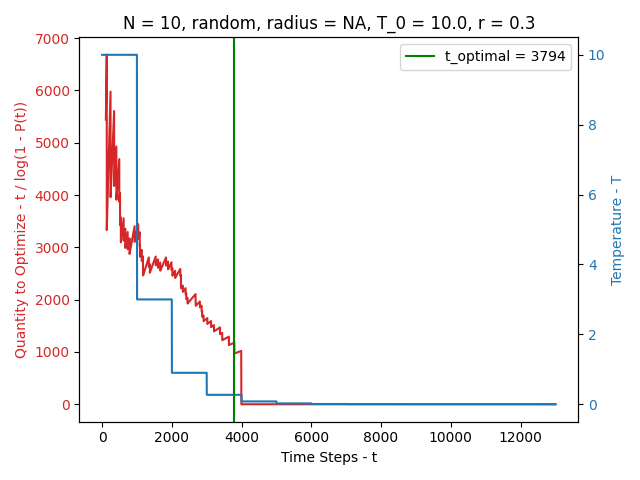 N = 10, random, radius = NA, T_0 = 10.0, r = 0.3
t_optimal = 3794
Quantity to Optimize - t / log(1 - P(t))
7000
6000
5000
4000
3000
2000
1000
0
10
8
6
4
2
0
Temperature - T
0 2000 4000 6000 8000 10000 12000
Time Steps - t